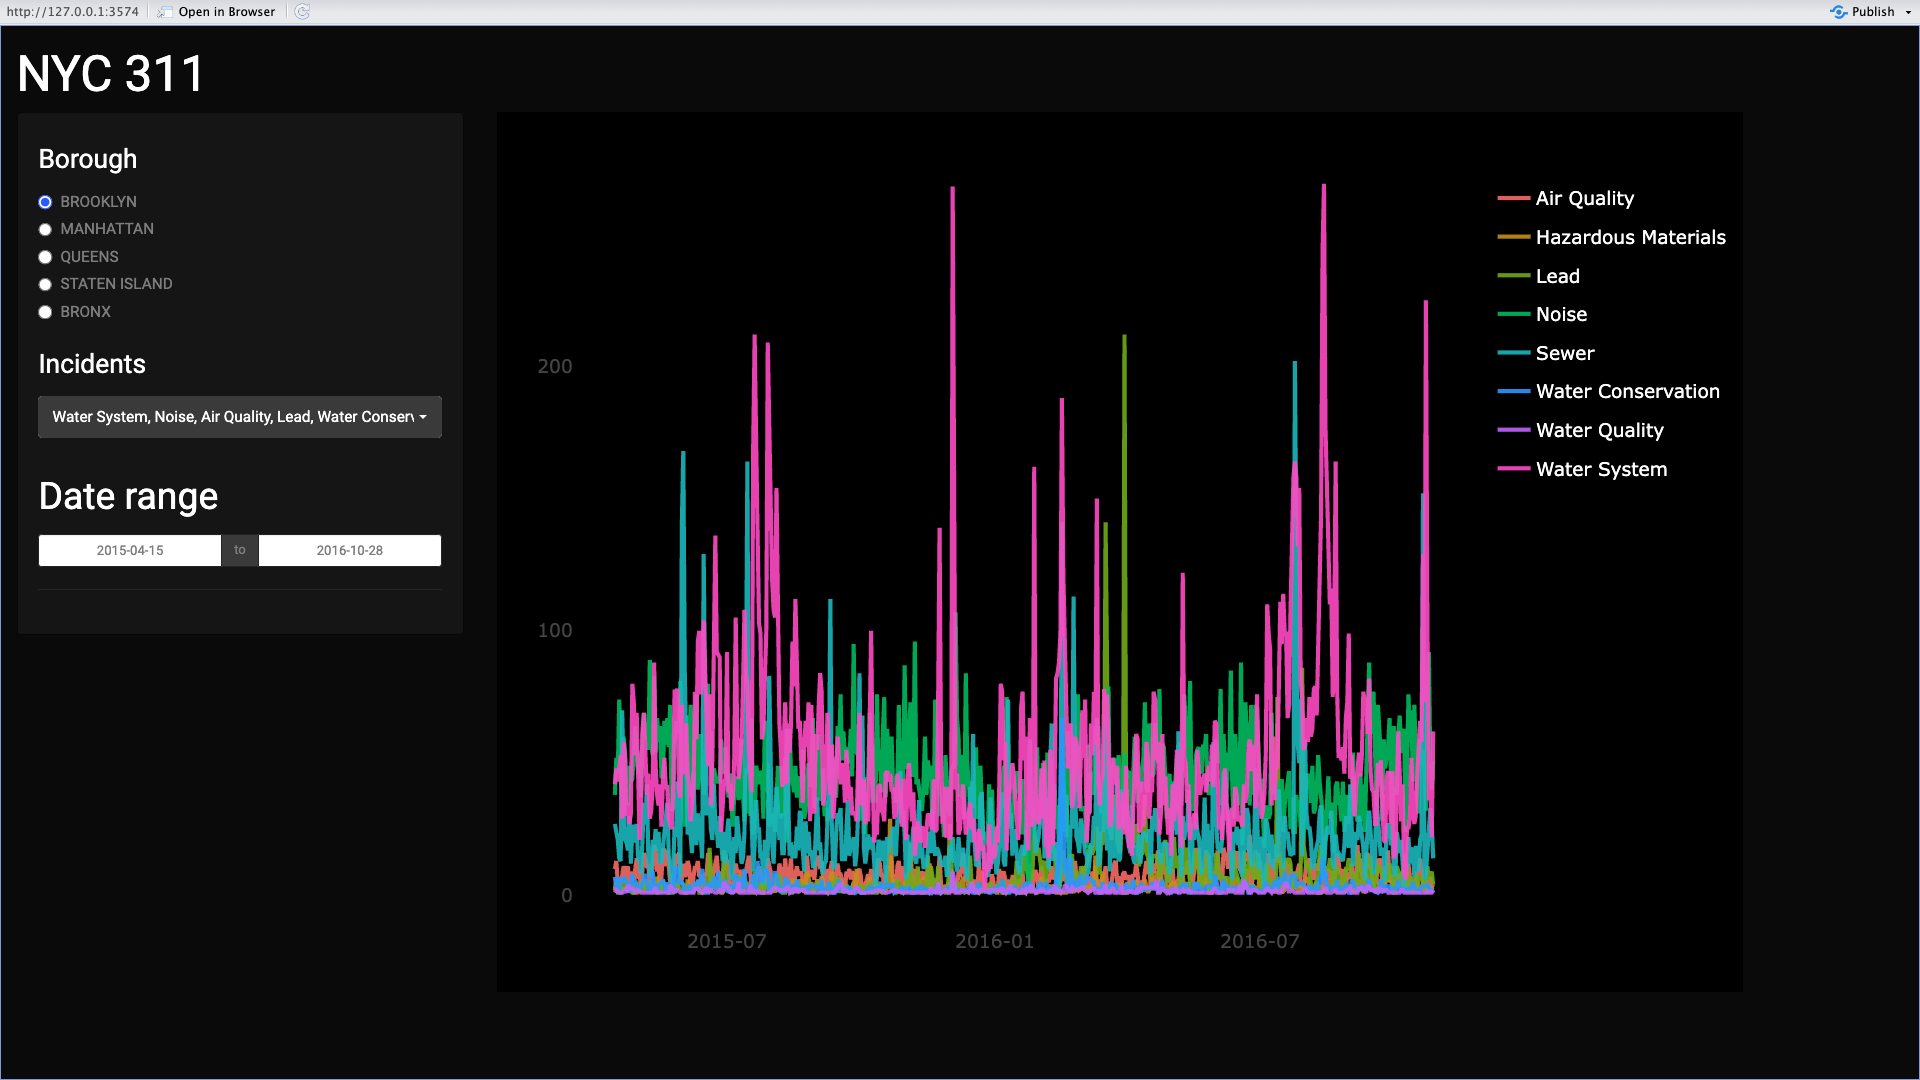 http://127.0.0.1:3574 Open in Browser Publish
NYC 311
Borough
BROOKLYN
MANHATTAN
QUEENS
STATEN ISLAND
BRONX
Incidents
Water System, Noise, Air Quality, Lead, Water Conserv
Date range
2015-04-15 to 2016-10-28
200
100
0
2015-07 2016-01 2016-07
Air Quality
Hazardous Materials
Lead
Noise
Sewer
Water Conservation
Water Quality
Water System